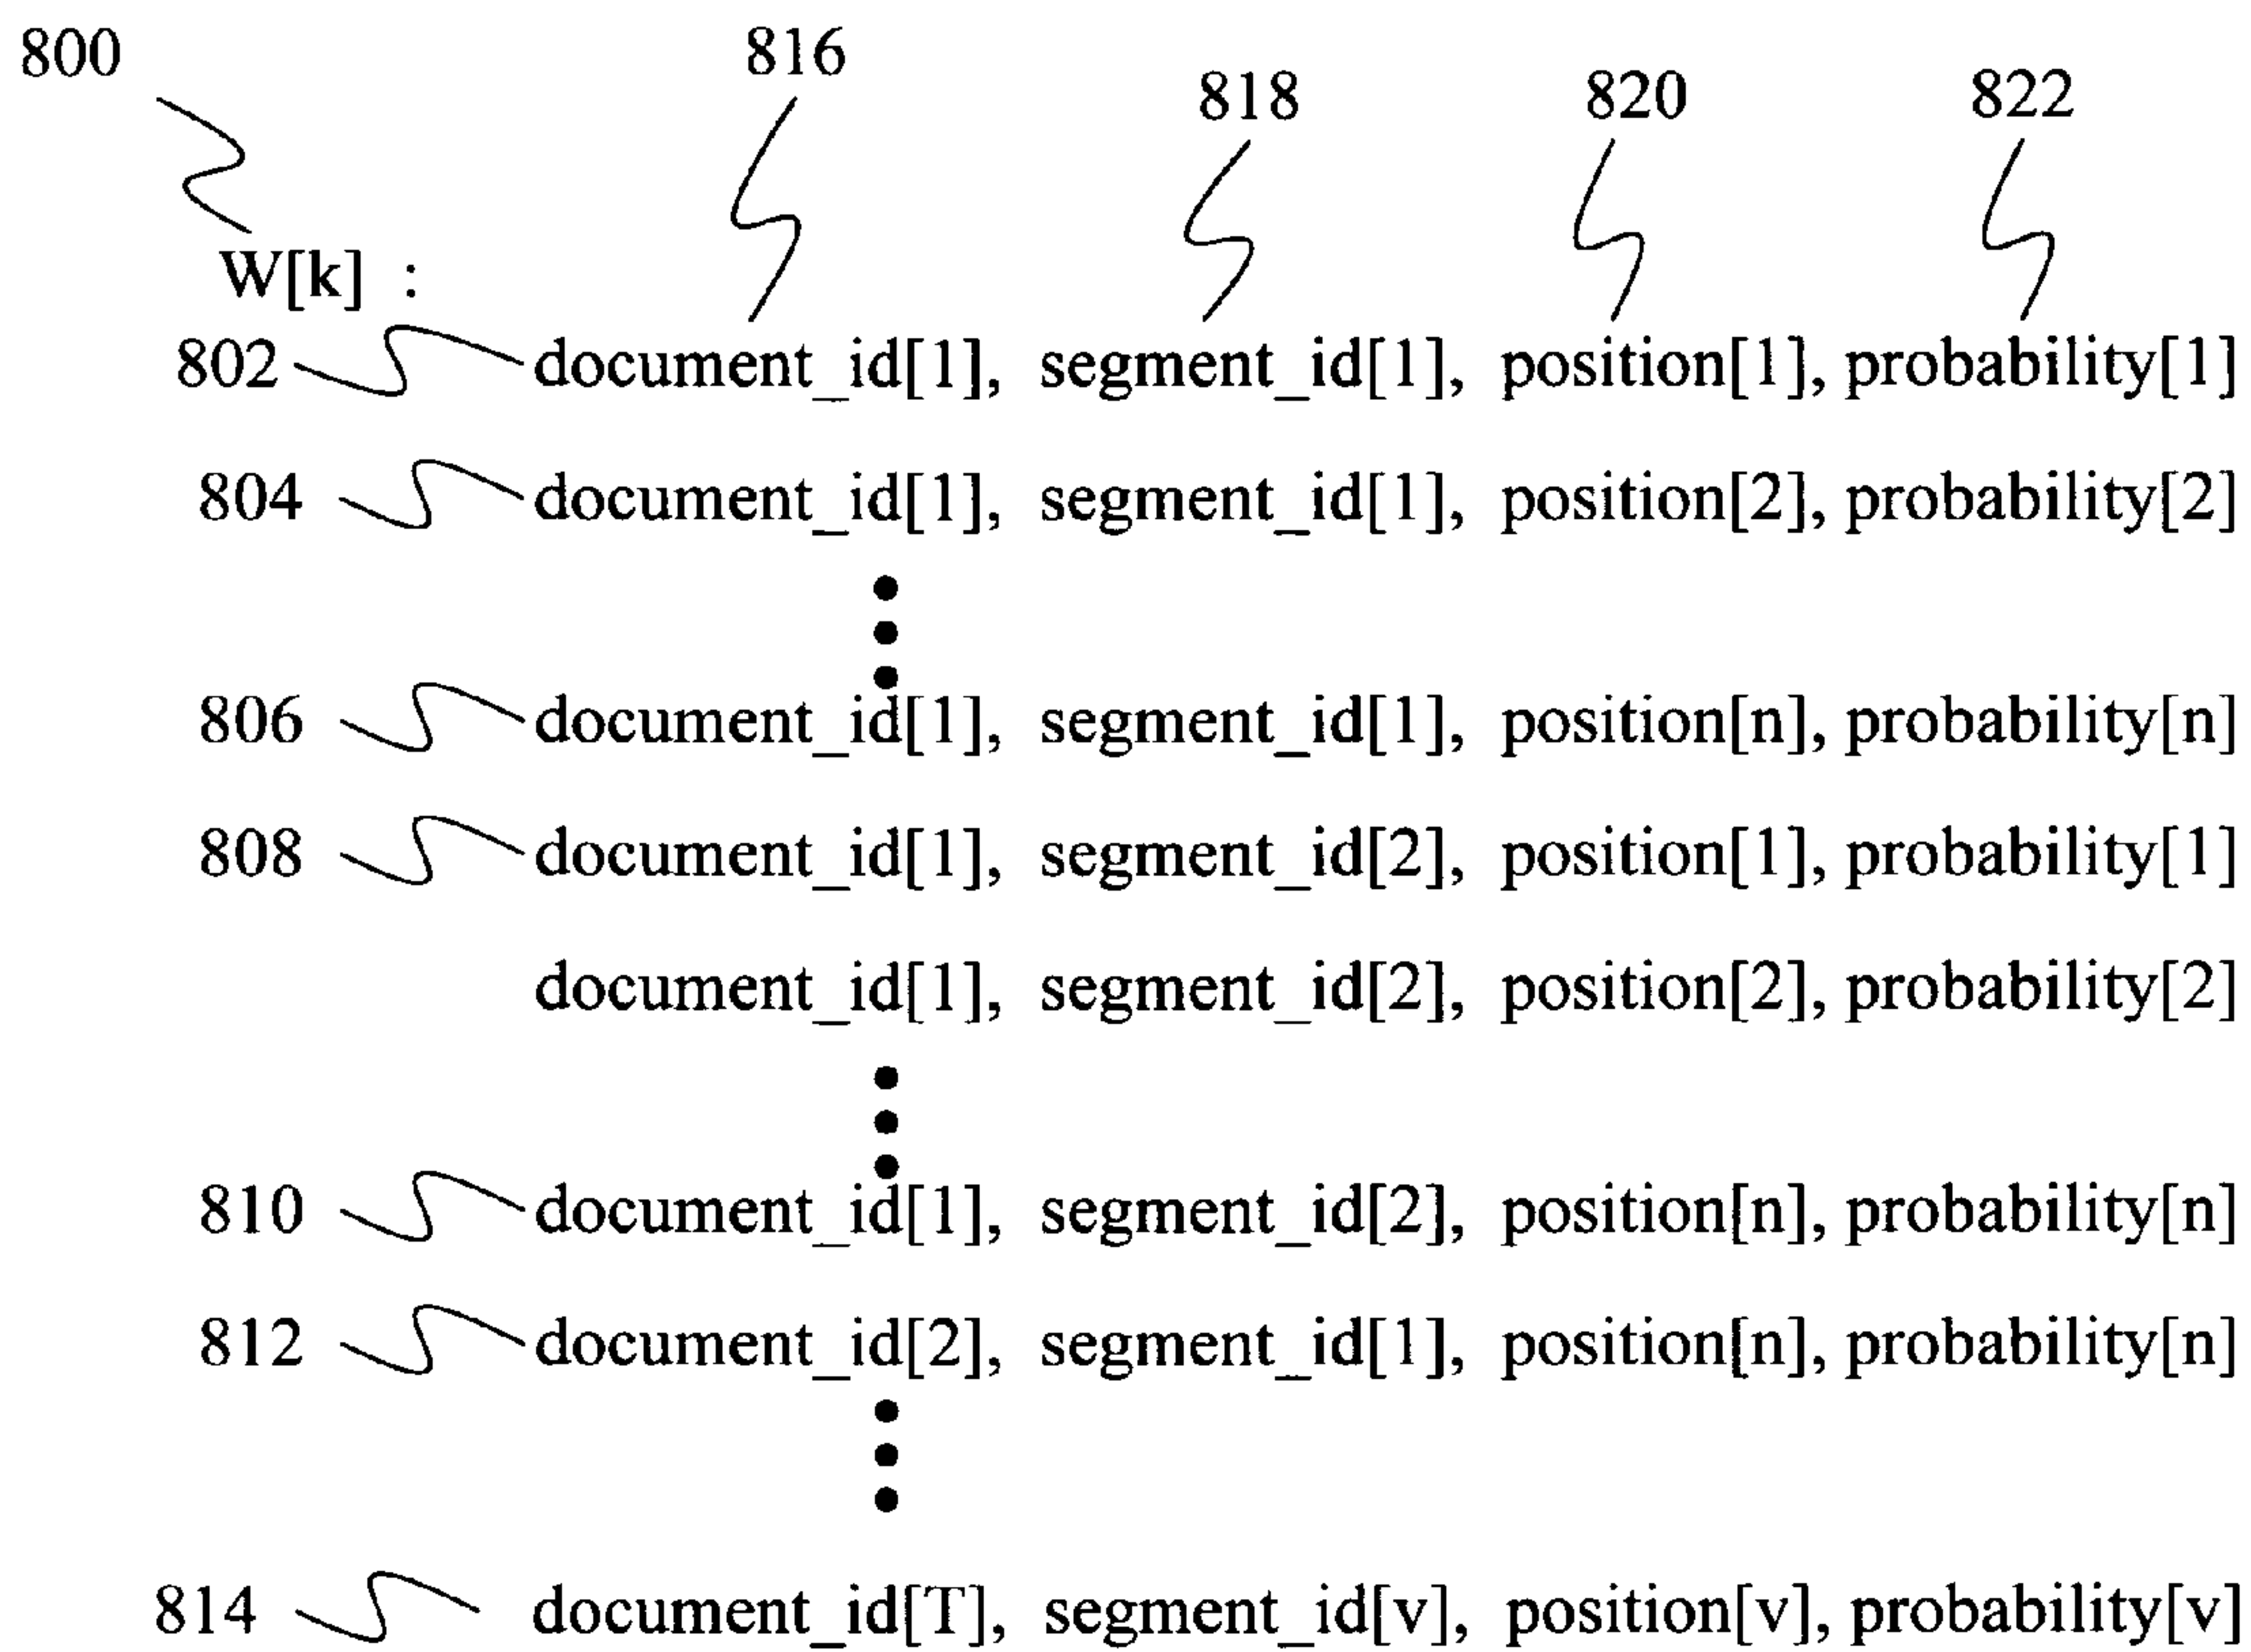 800 816
818 820 822
W[k] :
802 document_id[1], segment_id[1], position[1], probability[1]
804 document_id[1], segment_id[1], position[2], probability[2]
806 document_id[1], segment_id[1], position[n], probability[n]
808 document_id[1], segment_id[2], position[1], probability[1]
document_id[1], segment_id[2], position[2], probability[2]
810 document_id[1], segment_id[2], position[n], probability[n]
812 document_id[2], segment_id[1], position[n], probability[n]
814 document_id[T], segment_id[v], position[v], probability[v]